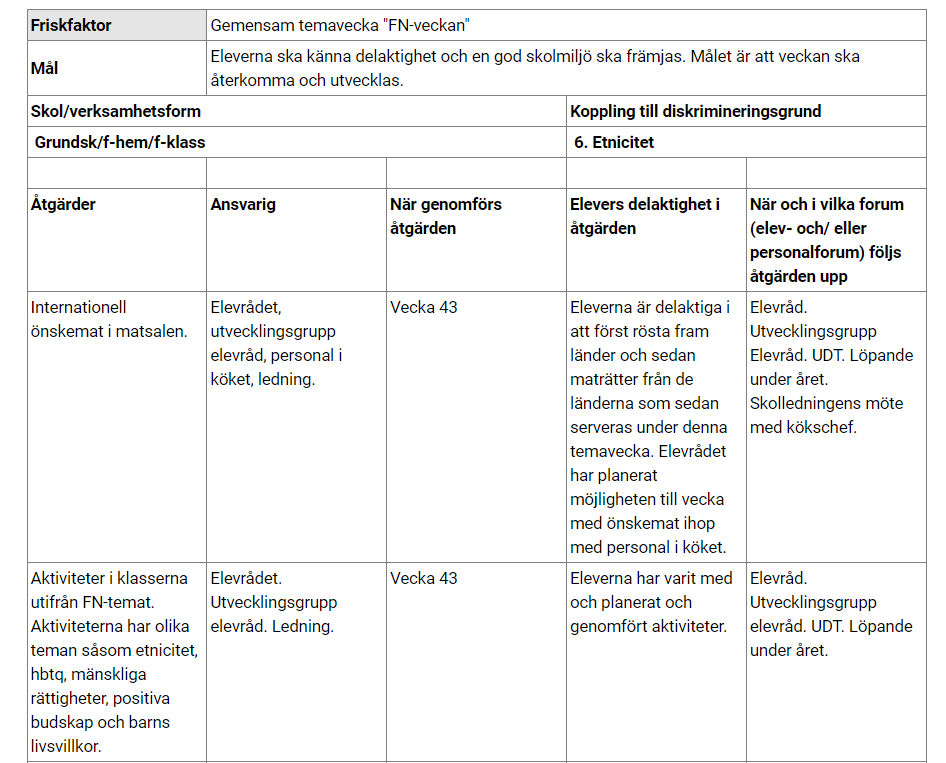 Friskfaktor
Gemensam temavecka "FN-veckan"
Mål
Eleverna ska känna delaktighet och en god skolmiljö ska främjas. Målet är att veckan ska
återkomma och utvecklas.
Skol/verksamhetsform
Koppling till diskrimineringsgrund
Grundsk/f-hem/f-klass
6. Etnicitet
Åtgärder
Ansvarig
När genomförs
åtgärden
Elevers delaktighet i
åtgärden
När och i vilka forum
(elev- och/ eller
personalforum) följs
åtgärden upp
Internationell
önskemat i matsalen.
Elevrådet,
utvecklingsgrupp
elevråd, personal i
köket, ledning.
Vecka 43
Eleverna är delaktiga i
att först rösta fram
länder och sedan
maträtter från de
länderna som sedan
serveras under denna
temavecka. Elevrådet
har planerat
möjligheten till vecka
med önskemat ihop
med personal i köket.
Elevråd.
Utvecklingsgrupp
Elevråd. UDT. Löpande
under året.
Skolledningens möte
med kökschef.
Aktiviteter i klasserna
utifrån FN-temat.
Aktiviteterna har olika
teman såsom etnicitet,
hbtq, mänskliga
rättigheter, positiva
budskap och barns
livsvillkor.
Elevrådet.
Utvecklingsgrupp
elevråd. Ledning.
Vecka 43
Eleverna har varit med
och planerat och
genomfört aktiviteter.
Elevråd.
Utvecklingsgrupp
elevråd. UDT. Löpande
under året.